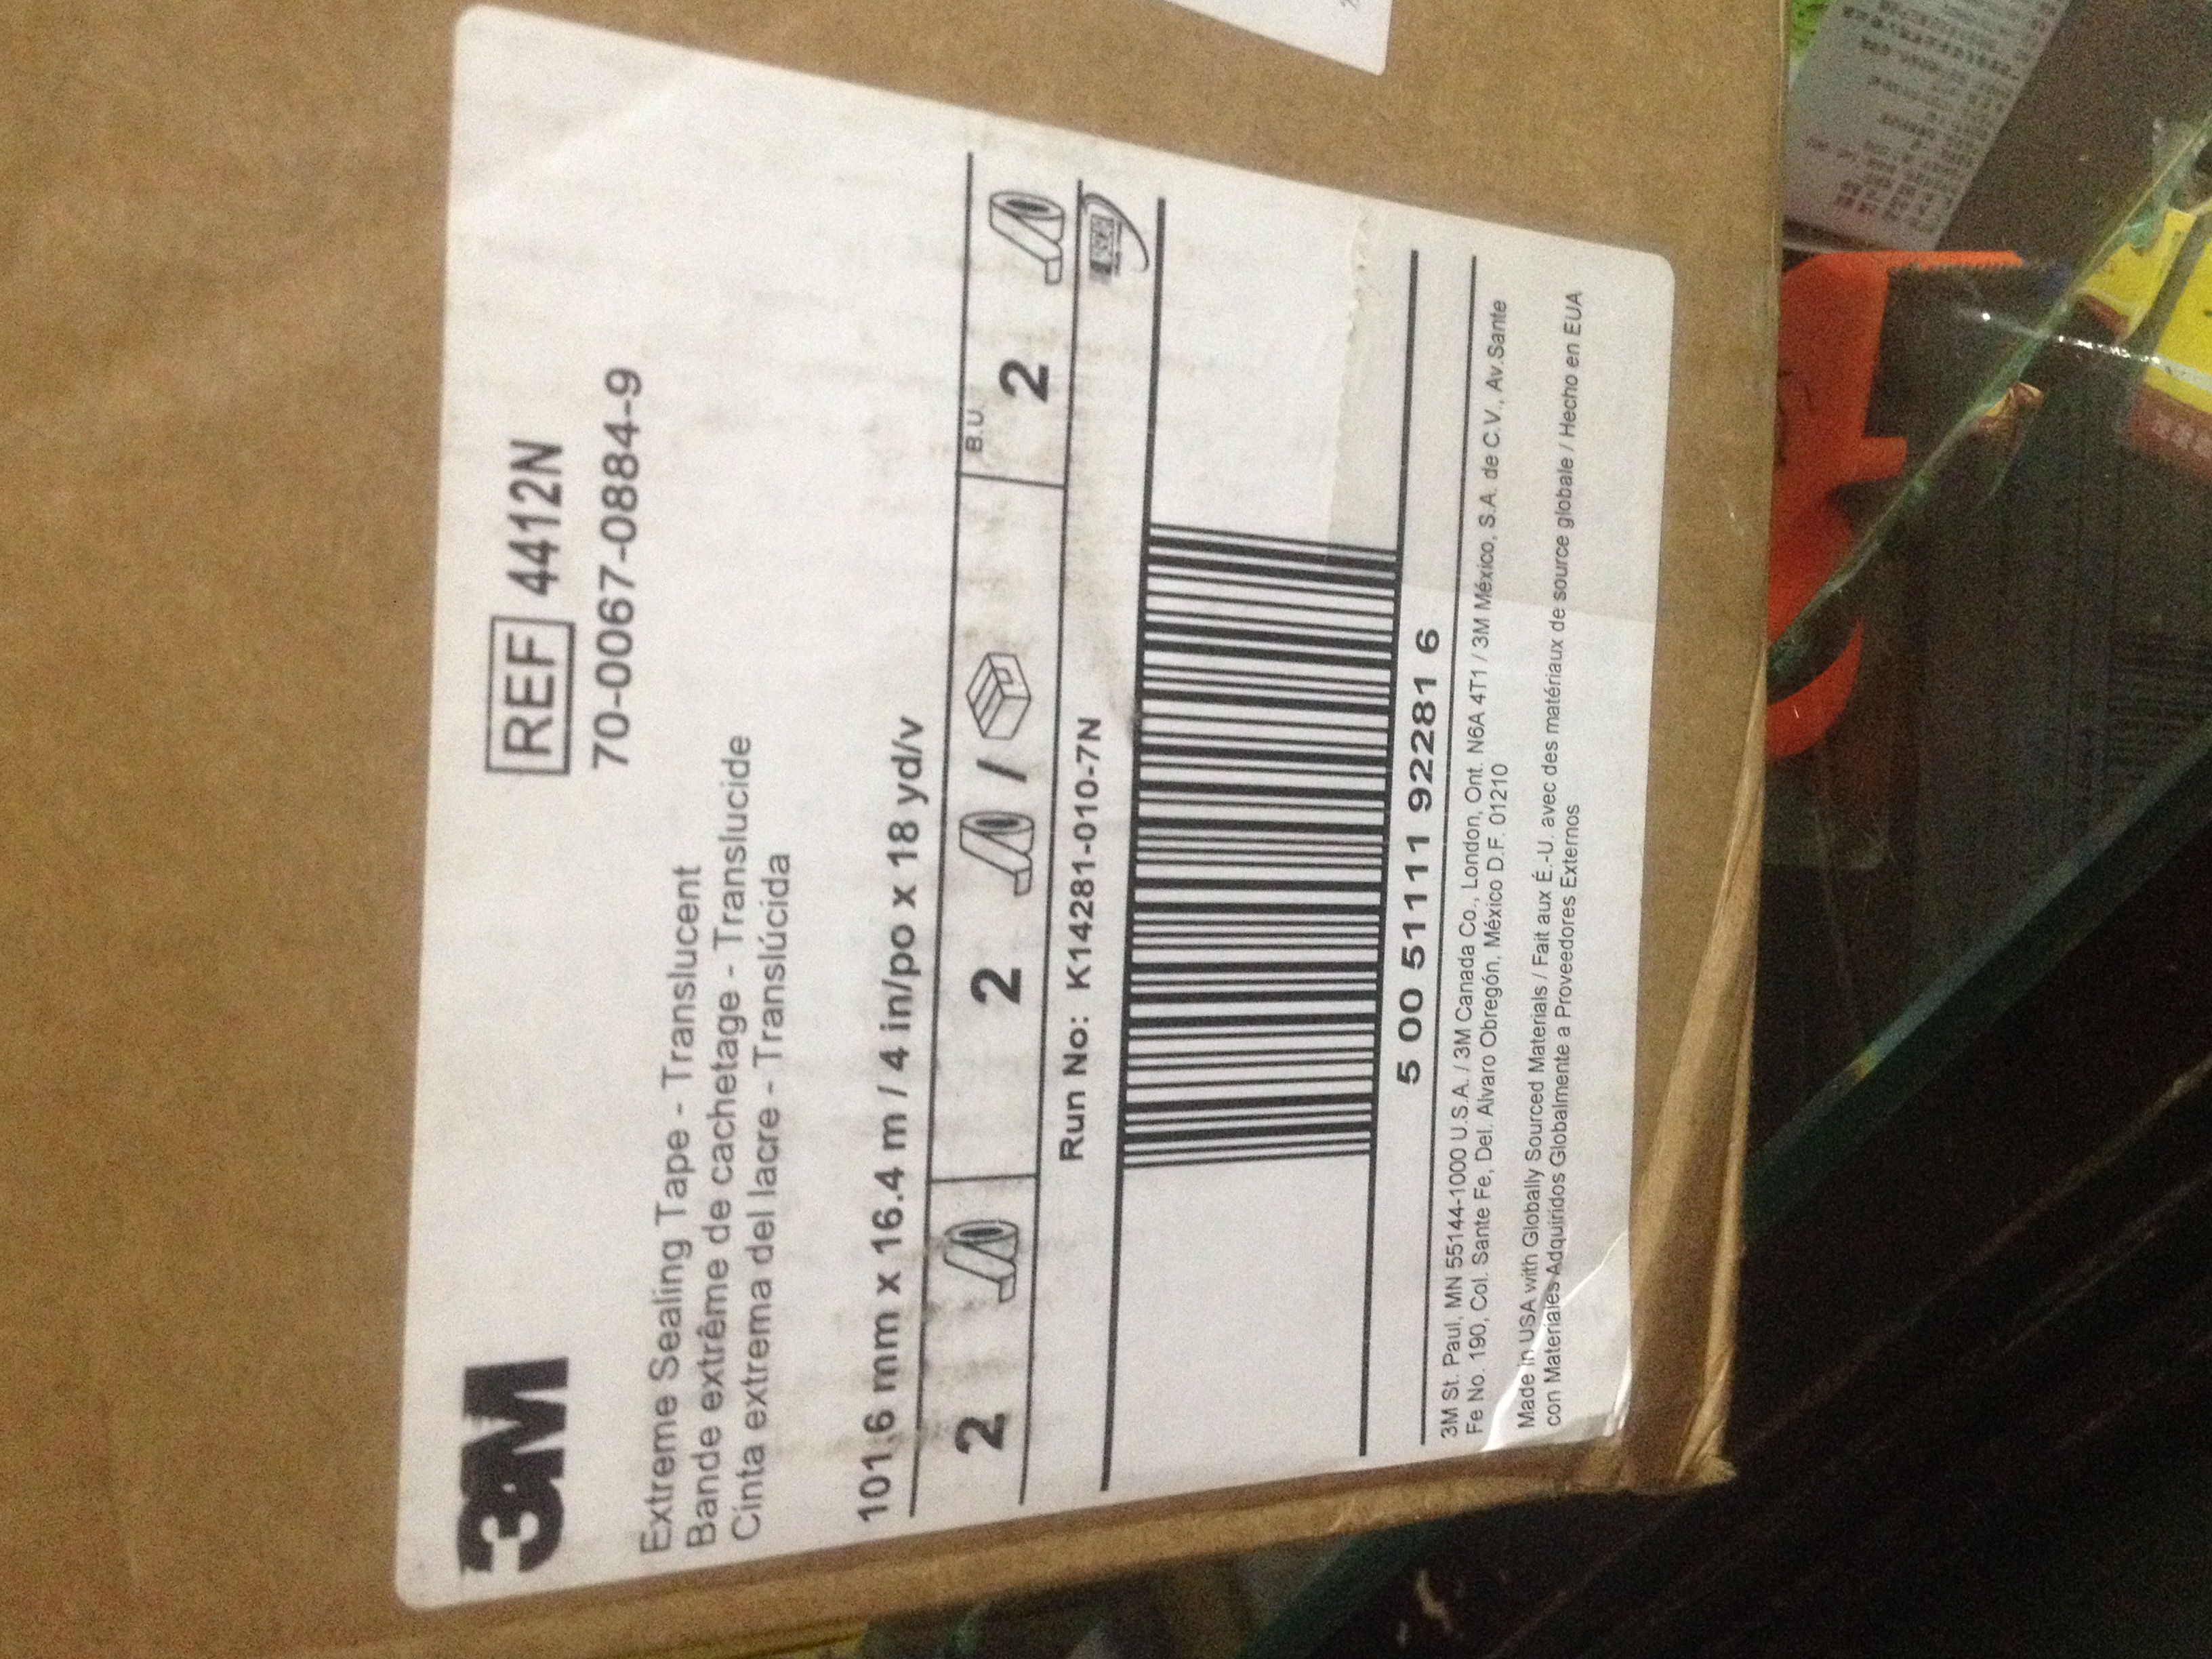 3M
REF 4412N
70-0067-0884-9
Extreme Sealing Tape - Translucent
Bande extrême de cachetage - Translucide
Cinta extrema del lacre - Translúcida
101.6 mm x 16.4 m / 4 in/po x 18 yd/v
2 2 / B.U. 2
Run No: K14281-010-7N
5 00 51111 92281 6
3M St. Paul, MN 55144-1000 U.S.A. / 3M Canada Co., London, Ont. N6A 4T1 / 3M México, S.A. de C.V., Av.Sante
Fe No. 190, Col. Sante Fe, Del. Alvaro Obregón, México D.F. 01210
Made in USA with Globally Sourced Materials / Fait aux É.-U. avec des matériaux de source globale / Hecho en EUA
con Materiales Adquiridos Globalmente a Proveedores Externos